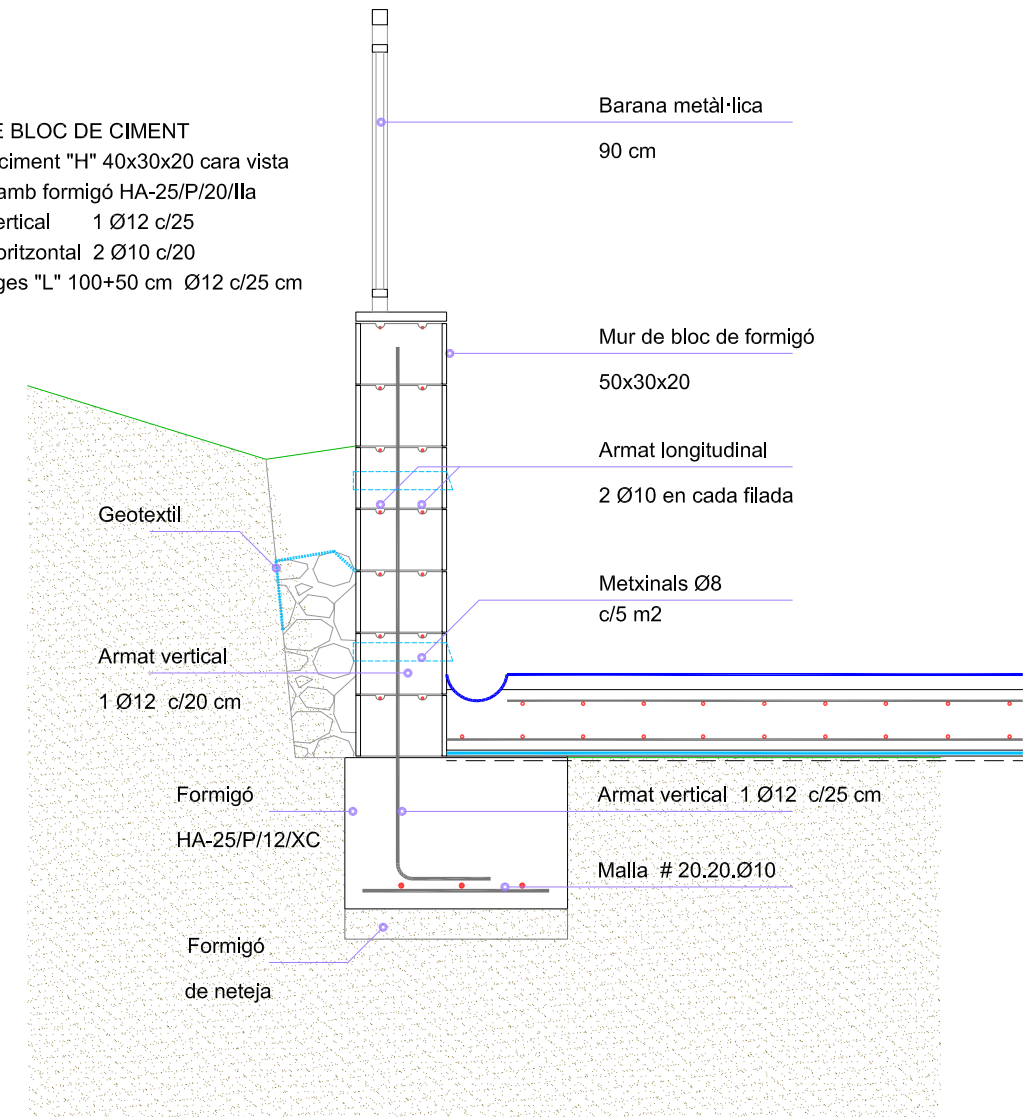 E BLOC DE CIMENT
ciment "H" 40x30x20 cara vista
amb formigó HA-25/P/20/IIa
ertical 1 Ø12 c/25
oritzontal 2 Ø10 c/20
ges "L" 100+50 cm Ø12 c/25 cm
Barana metàl·lica
90 cm
Mur de bloc de formigó
50x30x20
Armat longitudinal
2 Ø10 en cada filada
Geotextil
Metxinals Ø8
c/5 m2
Armat vertical
1 Ø12 c/20 cm
Formigó
HA-25/P/12/XC
Armat vertical 1 Ø12 c/25 cm
Malla # 20.20.Ø10
Formigó
de neteja